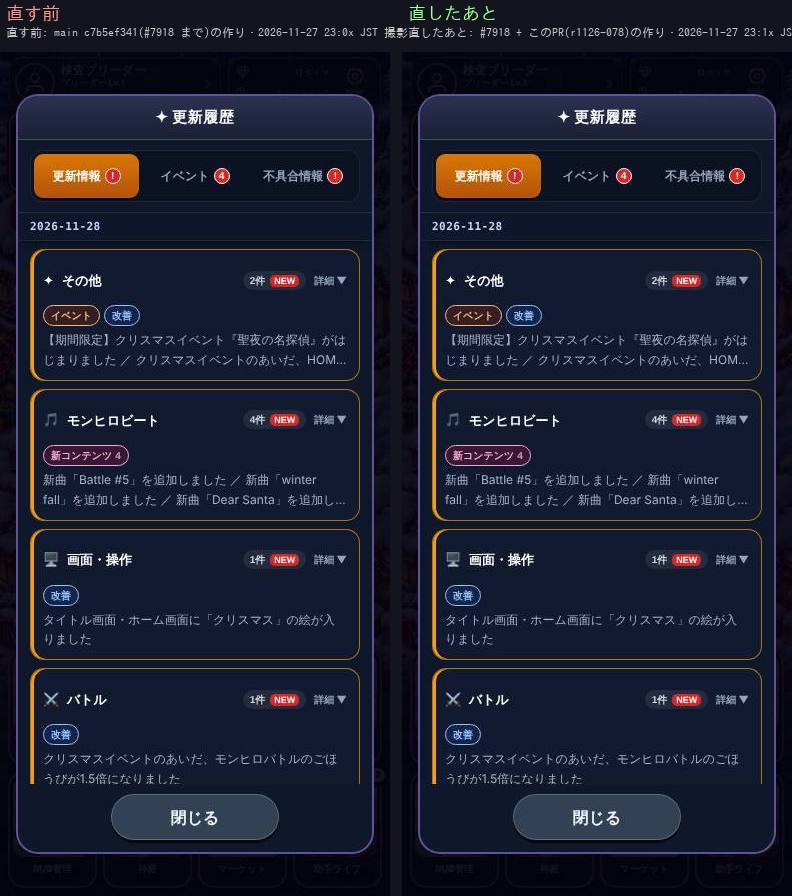 直す前
直す前: main c7b5ef341(#7918 まで)の作り・2026-11-27 23:0x JST 撮影
直したあと
直したあと: #7918 + このPR(r1126-078)の作り・2026-11-27 23:1x JS
✦ 更新履歴
更新情報 ! イベント 4 不具合情報 !
2026-11-28
✦ その他 2件 NEW 詳細 ▼
イベント 改善
【期間限定】クリスマスイベント『聖夜の名探偵』がは
じまりました ／ クリスマスイベントのあいだ、HOM...
モンヒロビート 4件 NEW 詳細 ▼
新コンテンツ 4
新曲「Battle #5」を追加しました ／ 新曲「winter
fall」を追加しました ／ 新曲「Dear Santa」を追加し...
画面・操作 1件 NEW 詳細 ▼
改善
タイトル画面・ホーム画面に「クリスマス」の絵が入
りました
バトル 1件 NEW 詳細 ▼
改善
クリスマスイベントのあいだ、モンヒロバトルのごほ
うびが1.5倍になりました
閉じる
✦ 更新履歴
更新情報 ! イベント 4 不具合情報 !
2026-11-28
✦ その他 2件 NEW 詳細 ▼
イベント 改善
【期間限定】クリスマスイベント『聖夜の名探偵』がは
じまりました ／ クリスマスイベントのあいだ、HOM...
モンヒロビート 4件 NEW 詳細 ▼
新コンテンツ 4
新曲「Battle #5」を追加しました ／ 新曲「winter
fall」を追加しました ／ 新曲「Dear Santa」を追加し...
画面・操作 1件 NEW 詳細 ▼
改善
タイトル画面・ホーム画面に「クリスマス」の絵が入
りました
バトル 1件 NEW 詳細 ▼
改善
クリスマスイベントのあいだ、モンヒロバトルのごほ
うびが1.5倍になりました
閉じる